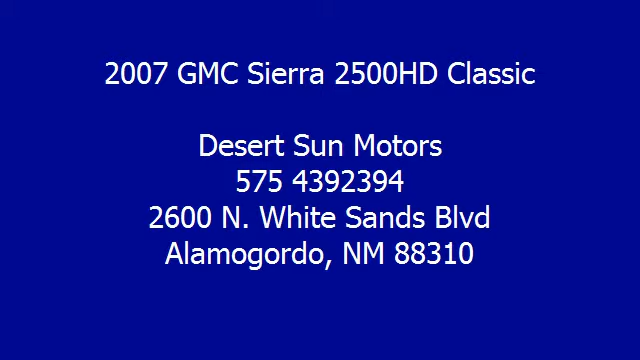 2007 GMC Sierra 2500HD Classic
Desert Sun Motors
575 4392394
2600 N. White Sands Blvd
Alamogordo, NM 88310